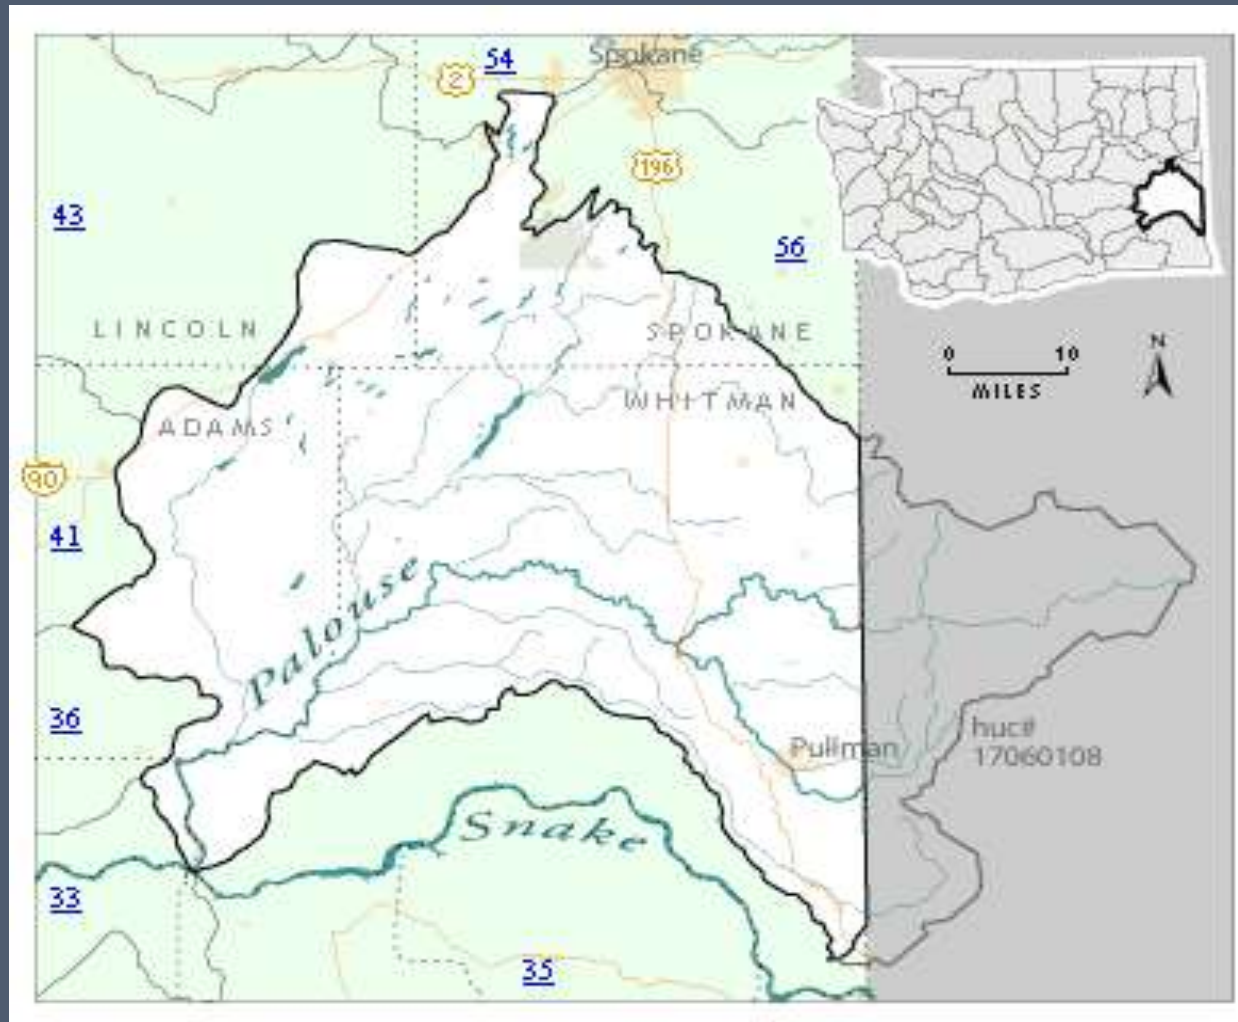 54
Spokane
2
196
43
56
LINCOLN
SPOKANE
0 10
MILES
N
WHITMAN
ADAMS
90
41
Palouse
36
Pullman
huc#
17060108
Snake
33
35